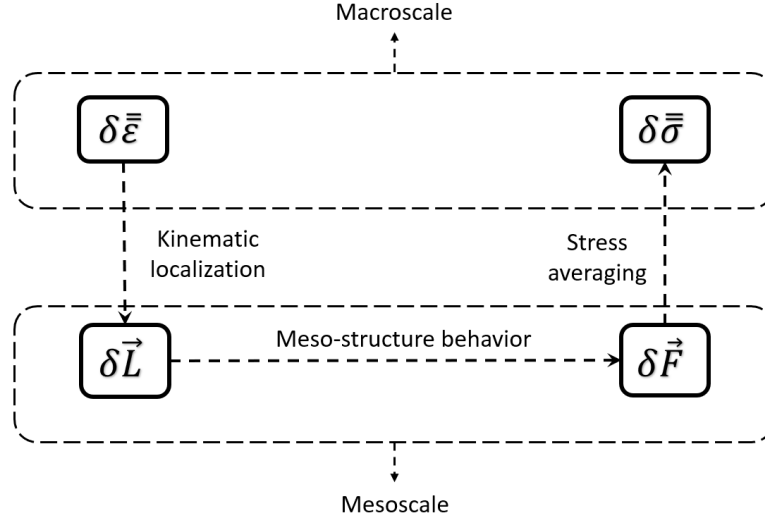 Macroscale
δε̿ δσ̿
Kinematic
localization
Stress
averaging
Meso-structure behavior
δL⃗ δF⃗
Mesoscale